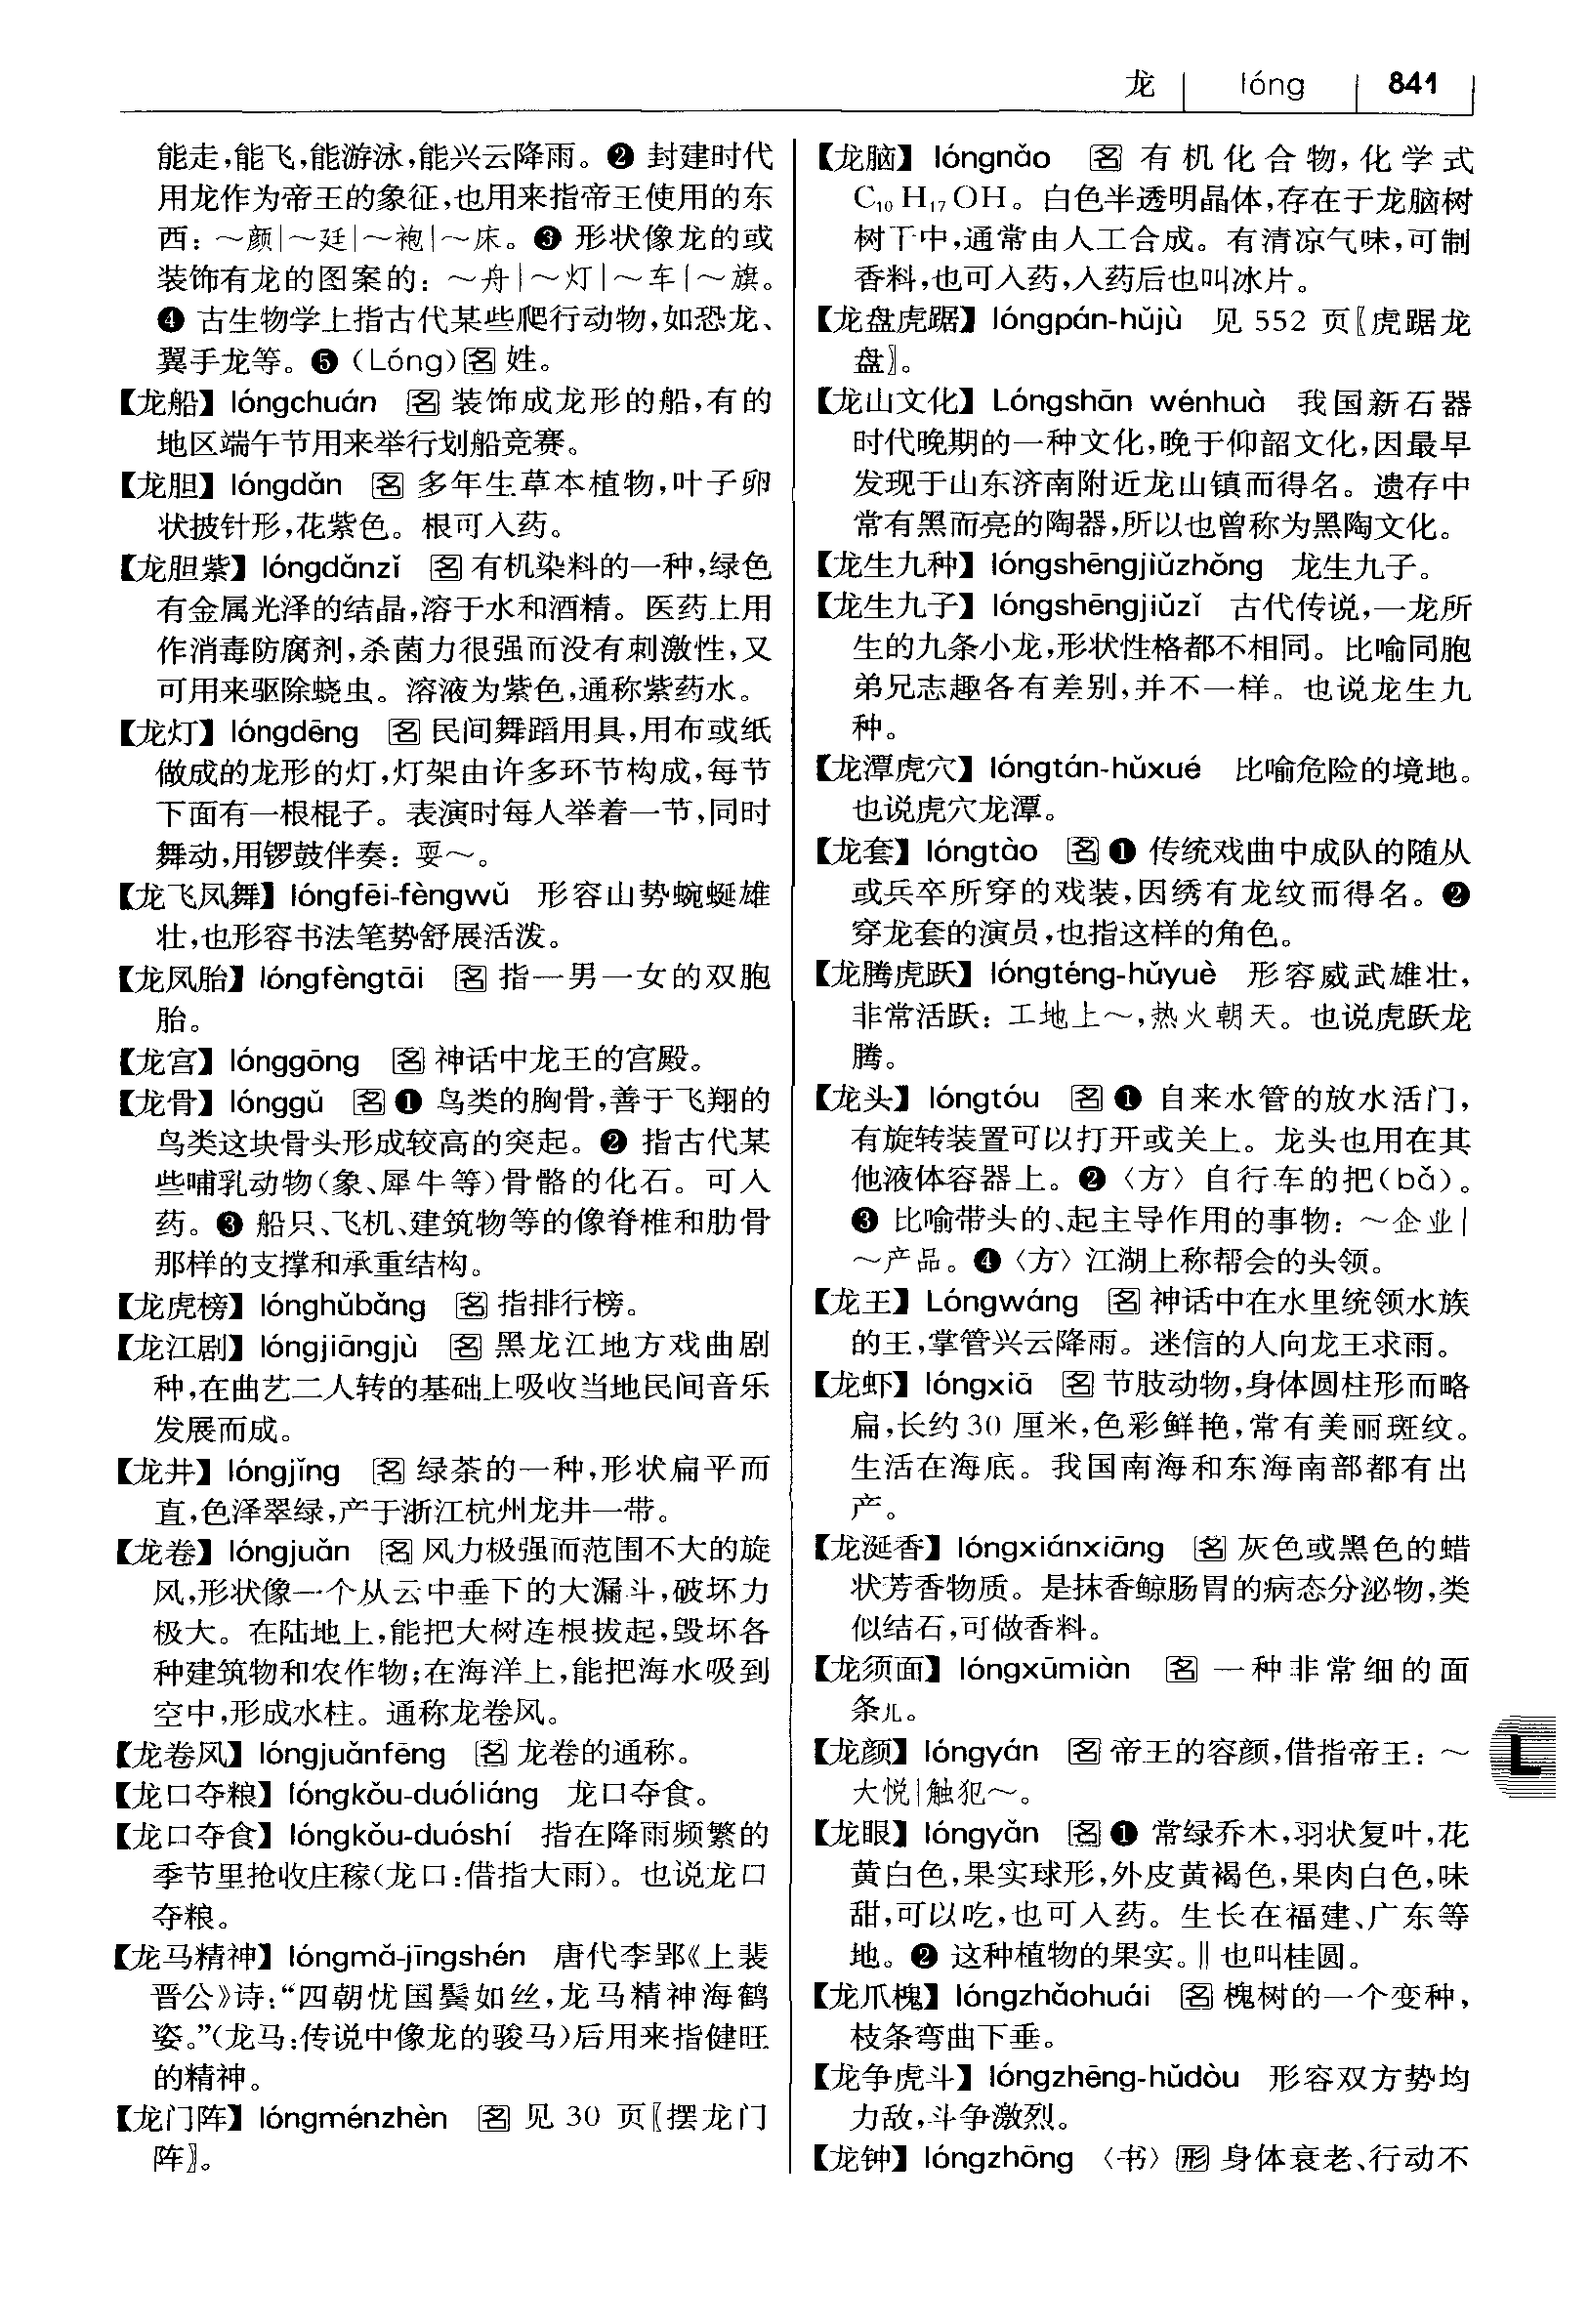 龙 lóng 841
能走,能飞,能游泳,能兴云降雨。❷ 封建时代
用龙作为帝王的象征,也用来指帝王使用的东
西：～颜|～廷|～袍|～床。❸ 形状像龙的或
装饰有龙的图案的：～舟|～灯|～车|～旗。
❹ 古生物学上指古代某些爬行动物,如恐龙、
翼手龙等。❺ (Lóng)名 姓。
【龙船】lóngchuán 名 装饰成龙形的船,有的
地区端午节用来举行划船竞赛。
【龙胆】lóngdǎn 名 多年生草本植物,叶子卵
状披针形,花紫色。根可入药。
【龙胆紫】lóngdǎnzǐ 名 有机染料的一种,绿色
有金属光泽的结晶,溶于水和酒精。医药上用
作消毒防腐剂,杀菌力很强而没有刺激性,又
可用来驱除蛲虫。溶液为紫色,通称紫药水。
【龙灯】lóngdēng 名 民间舞蹈用具,用布或纸
做成的龙形的灯,灯架由许多环节构成,每节
下面有一根棍子。表演时每人举着一节,同时
舞动,用锣鼓伴奏：耍～。
【龙飞凤舞】lóngfēi-fèngwǔ 形容山势蜿蜒雄
壮,也形容书法笔势舒展活泼。
【龙凤胎】lóngfèngtāi 名 指一男一女的双胞
胎。
【龙宫】lónggōng 名 神话中龙王的宫殿。
【龙骨】lónggǔ 名 ❶ 鸟类的胸骨,善于飞翔的
鸟类这块骨头形成较高的突起。❷ 指古代某
些哺乳动物(象、犀牛等)骨骼的化石。可入
药。❸ 船只、飞机、建筑物等的像脊椎和肋骨
那样的支撑和承重结构。
【龙虎榜】lónghǔbǎng 名 指排行榜。
【龙江剧】lóngjiāngjù 名 黑龙江地方戏曲剧
种,在曲艺二人转的基础上吸收当地民间音乐
发展而成。
【龙井】lóngjǐng 名 绿茶的一种,形状扁平而
直,色泽翠绿,产于浙江杭州龙井一带。
【龙卷】lóngjuǎn 名 风力极强而范围不大的旋
风,形状像一个从云中垂下的大漏斗,破坏力
极大。在陆地上,能把大树连根拔起,毁坏各
种建筑物和农作物;在海洋上,能把海水吸到
空中,形成水柱。通称龙卷风。
【龙卷风】lóngjuǎnfēng 名 龙卷的通称。
【龙口夺粮】lóngkǒu-duóliáng 龙口夺食。
【龙口夺食】lóngkǒu-duóshí 指在降雨频繁的
季节里抢收庄稼(龙口:借指大雨)。也说龙口
夺粮。
【龙马精神】lóngmǎ-jīngshén 唐代李郢《上裴
晋公》诗:“四朝忧国鬓如丝,龙马精神海鹤
姿。”(龙马:传说中像龙的骏马)后用来指健旺
的精神。
【龙门阵】lóngménzhèn 名 见 30 页〖摆龙门
阵〗。
【龙脑】lóngnǎo 名 有机化合物,化学式
C₁₀H₁₇OH。白色半透明晶体,存在于龙脑树
树干中,通常由人工合成。有清凉气味,可制
香料,也可入药,入药后也叫冰片。
【龙盘虎踞】lóngpán-hǔjù 见 552 页〖虎踞龙
盘〗。
【龙山文化】Lóngshān wénhuà 我国新石器
时代晚期的一种文化,晚于仰韶文化,因最早
发现于山东济南附近龙山镇而得名。遗存中
常有黑而亮的陶器,所以也曾称为黑陶文化。
【龙生九种】lóngshēngjiǔzhǒng 龙生九子。
【龙生九子】lóngshēngjiǔzǐ 古代传说,一龙所
生的九条小龙,形状性格都不相同。比喻同胞
弟兄志趣各有差别,并不一样。也说龙生九
种。
【龙潭虎穴】lóngtán-hǔxué 比喻危险的境地。
也说虎穴龙潭。
【龙套】lóngtào 名 ❶ 传统戏曲中成队的随从
或兵卒所穿的戏装,因绣有龙纹而得名。❷
穿龙套的演员,也指这样的角色。
【龙腾虎跃】lóngténg-hǔyuè 形容威武雄壮,
非常活跃：工地上～,热火朝天。也说虎跃龙
腾。
【龙头】lóngtóu 名 ❶ 自来水管的放水活门,
有旋转装置可以打开或关上。龙头也用在其
他液体容器上。❷〈方〉自行车的把(bǎ)。
❸ 比喻带头的、起主导作用的事物：～企业|
～产品。❹〈方〉江湖上称帮会的头领。
【龙王】Lóngwáng 名 神话中在水里统领水族
的王,掌管兴云降雨。迷信的人向龙王求雨。
【龙虾】lóngxiā 名 节肢动物,身体圆柱形而略
扁,长约 30 厘米,色彩鲜艳,常有美丽斑纹。
生活在海底。我国南海和东海南部都有出
产。
【龙涎香】lóngxiánxiāng 名 灰色或黑色的蜡
状芳香物质。是抹香鲸肠胃的病态分泌物,类
似结石,可做香料。
【龙须面】lóngxūmiàn 名 一种非常细的面
条儿。
【龙颜】lóngyán 名 帝王的容颜,借指帝王：～
大悦|触犯～。
【龙眼】lóngyǎn 名 ❶ 常绿乔木,羽状复叶,花
黄白色,果实球形,外皮黄褐色,果肉白色,味
甜,可以吃,也可入药。生长在福建、广东等
地。❷ 这种植物的果实。‖也叫桂圆。
【龙爪槐】lóngzhǎohuái 名 槐树的一个变种,
枝条弯曲下垂。
【龙争虎斗】lóngzhēng-hǔdòu 形容双方势均
力敌,斗争激烈。
【龙钟】lóngzhōng 〈书〉形 身体衰老、行动不
L